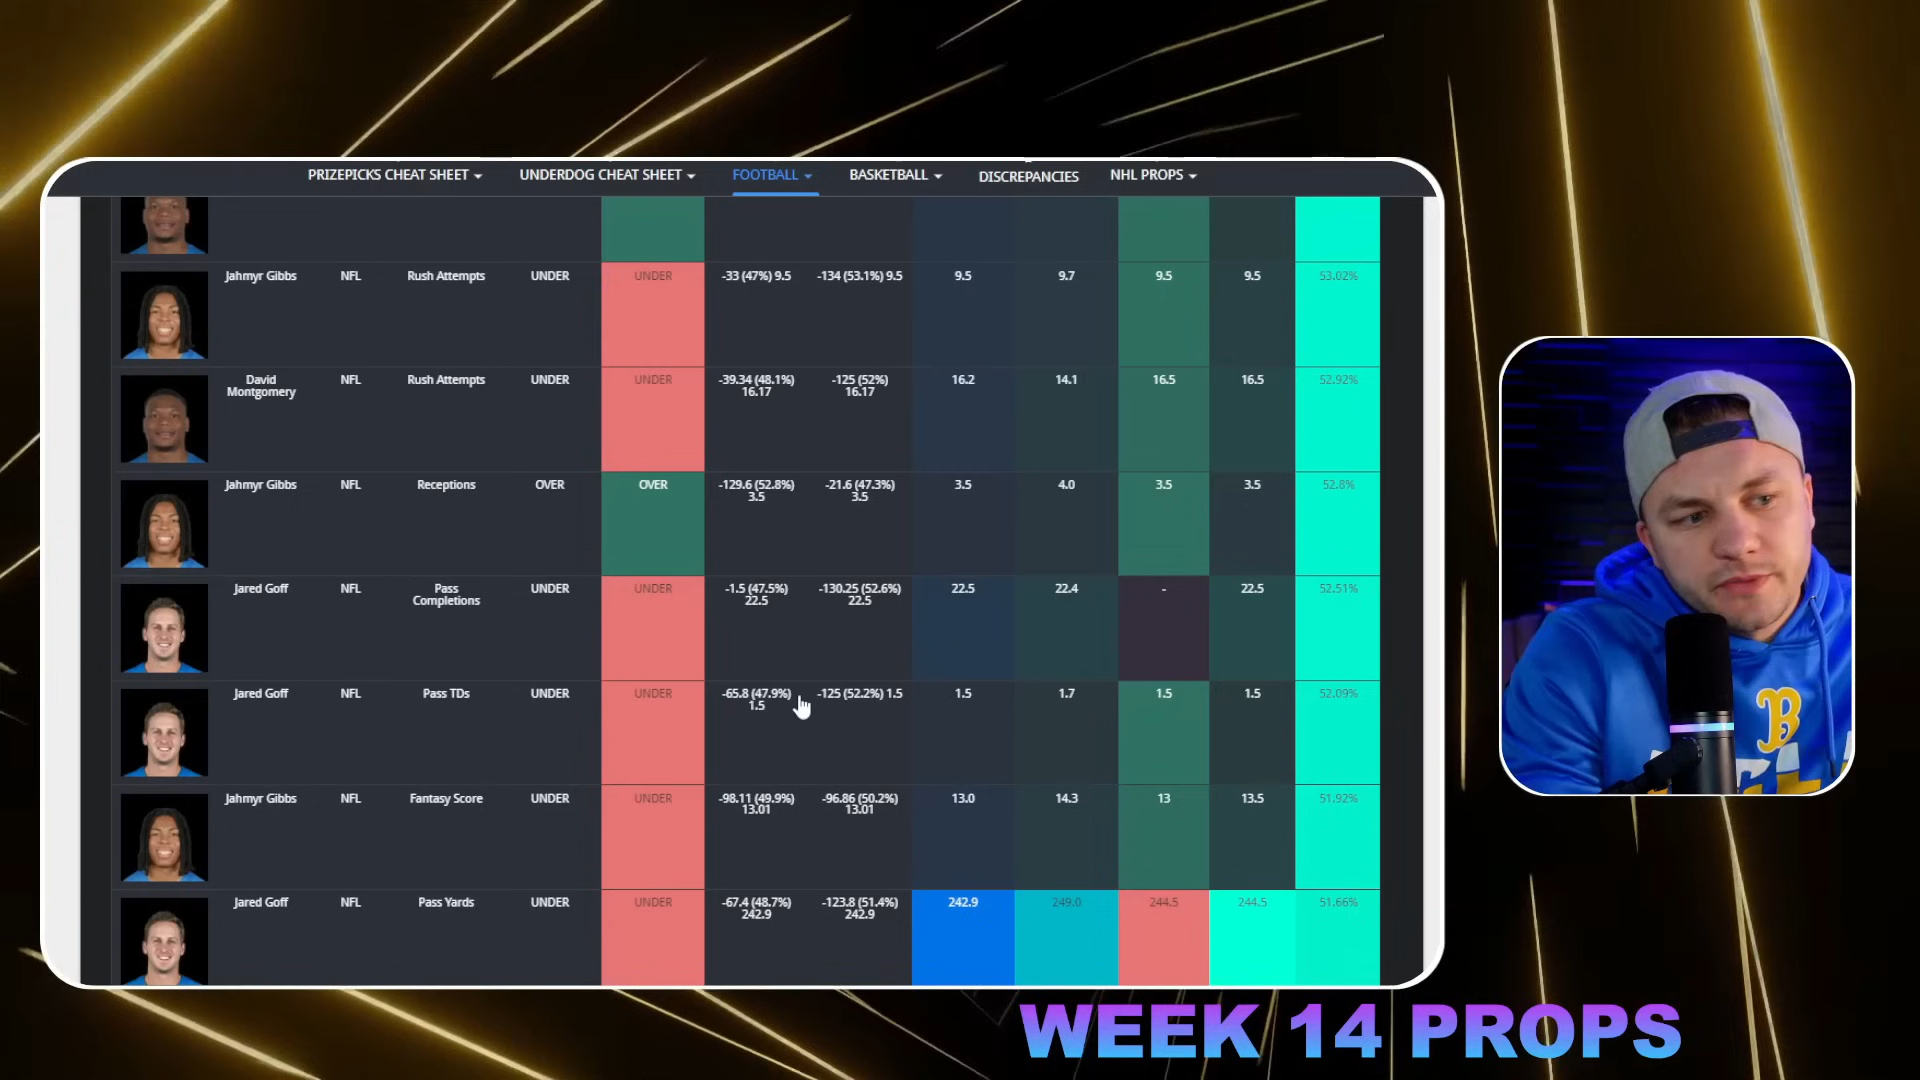 PRIZEPICKS CHEAT SHEET UNDERDOG CHEAT SHEET FOOTBALL BASKETBALL DISCREPANCIES NHL PROPS
Jahmyr Gibbs NFL Rush Attempts UNDER UNDER -33 (47%) 9.5 -134 (53.1%) 9.5 9.5 9.7 9.5 9.5 53.02%
David NFL Rush Attempts UNDER UNDER -39.34 (48.1%) -125 (52%) 16.2 14.1 16.5 16.5 52.92%
Montgomery 16.17 16.17
Jahmyr Gibbs NFL Receptions OVER OVER -129.6 (52.8%) -21.6 (47.3%) 3.5 4.0 3.5 3.5 52.8%
3.5 3.5
Jared Goff NFL Pass UNDER UNDER -1.5 (47.5%) -130.25 (52.6%) 22.5 22.4 - 22.5 52.51%
Completions 22.5 22.5
Jared Goff NFL Pass TDs UNDER UNDER -65.8 (47.9%) -125 (52.2%) 1.5 1.5 1.7 1.5 1.5 52.09%
1.5
Jahmyr Gibbs NFL Fantasy Score UNDER UNDER -98.11 (49.9%) -96.86 (50.2%) 13.0 14.3 13 13.5 51.92%
13.01 13.01
Jared Goff NFL Pass Yards UNDER UNDER -67.4 (48.7%) -123.8 (51.4%) 242.9 249.0 244.5 244.5 51.66%
242.9 242.9
B
WEEK 14 PROPS